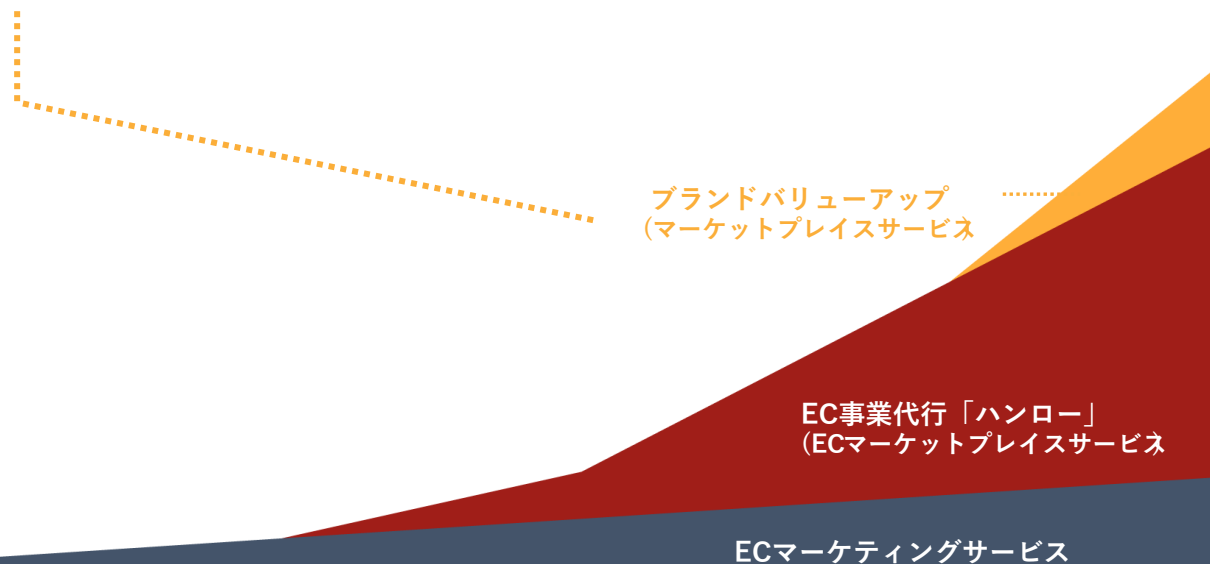 ブランドバリューアップ
(マーケットプレイスサービス)
EC事業代行「ハンロー」
(ECマーケットプレイスサービス)
ECマーケティングサービス